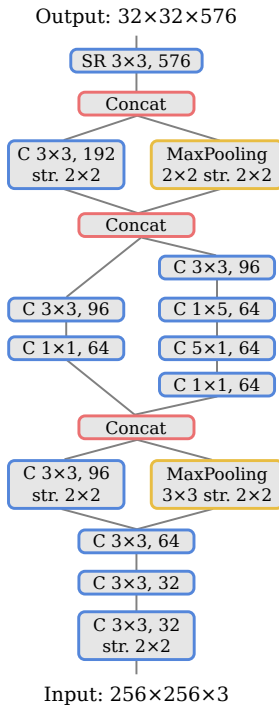 Output: 32×32×576
SR 3×3, 576
Concat
C 3×3, 192
str. 2×2
MaxPooling
2×2 str. 2×2
Concat
C 3×3, 96
C 1×1, 64
C 3×3, 96
C 1×5, 64
C 5×1, 64
C 1×1, 64
Concat
C 3×3, 96
str. 2×2
MaxPooling
3×3 str. 2×2
C 3×3, 64
C 3×3, 32
C 3×3, 32
str. 2×2
Input: 256×256×3